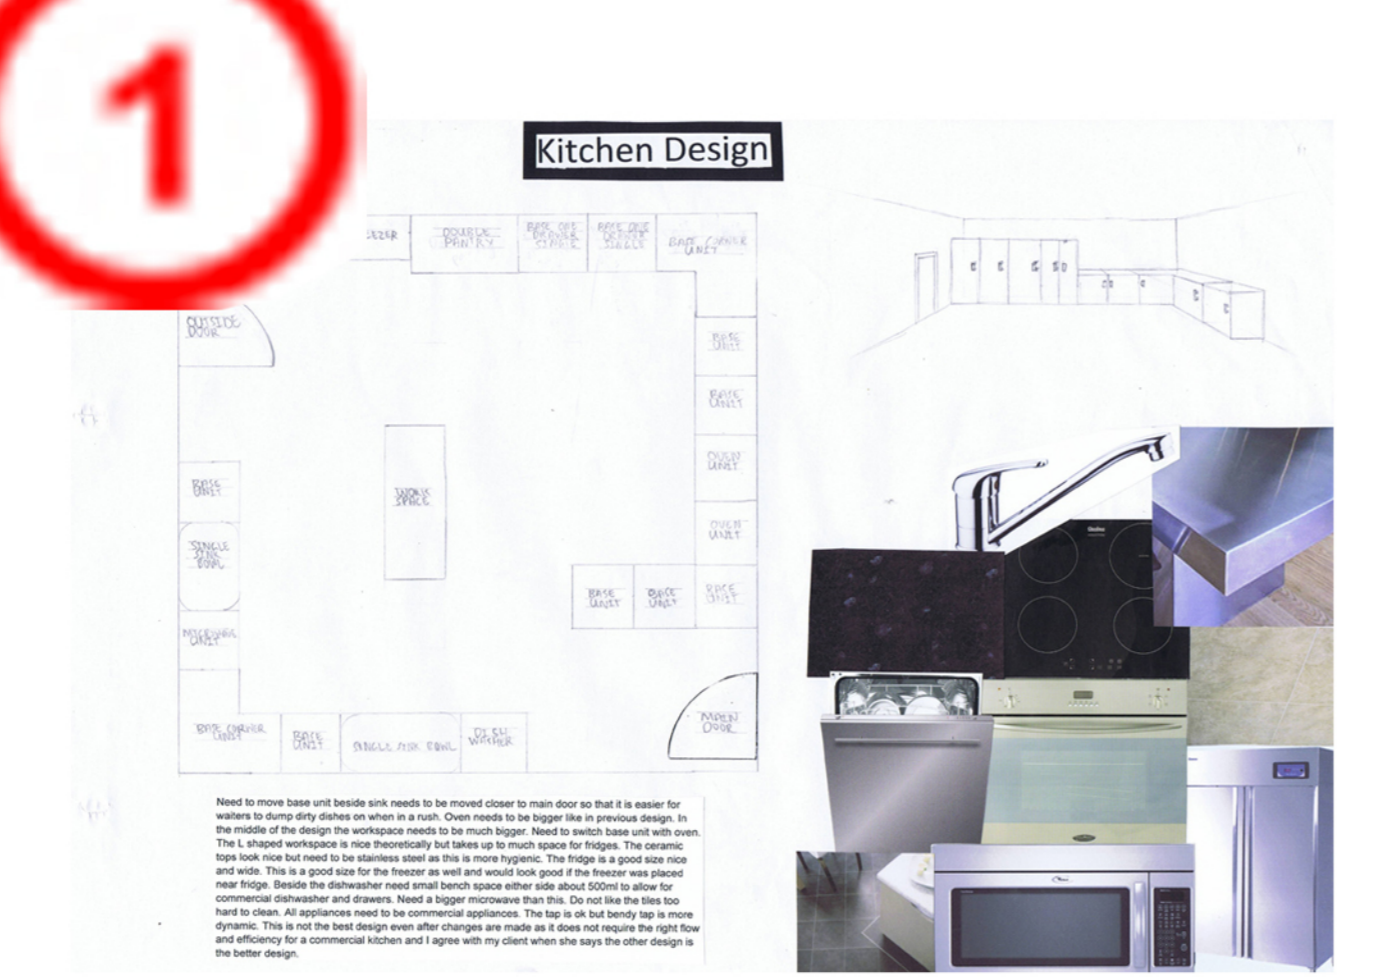 1
Kitchen Design
EEZER
DOUBLE
PANTRY
BASE ONE
DRAWER
SINGLE
BASE ONE
DRAWER
SINGLE
BASE CORNER
UNIT
OUTSIDE
DOOR
BASE
UNIT
BASE
UNIT
OVEN
UNIT
OVEN
UNIT
BASE
UNIT
BASE
UNIT
BASE
UNIT
WORK
SPACE
BASE
UNIT
SINGLE
SINK
BOWL
MICROWAVE
UNIT
BASE CORNER
UNIT
BASE
UNIT
SINGLE SINK BOWL
DISH
WASHER
MAIN
DOOR
Need to move base unit beside sink needs to be moved closer to main door so that it is easier for
waiters to dump dirty dishes on when in a rush. Oven needs to be bigger like in previous design. In
the middle of the design the workspace needs to be much bigger. Need to switch base unit with oven.
The L shaped workspace is nice theoretically but takes up to much space for fridges. The ceramic
tops look nice but need to be stainless steel as this is more hygienic. The fridge is a good size nice
and wide. This is a good size for the freezer as well and would look good if the freezer was placed
near fridge. Beside the dishwasher need small bench space either side about 500ml to allow for
commercial dishwasher and drawers. Need a bigger microwave than this. Do not like the tiles too
hard to clean. All appliances need to be commercial appliances. The tap is ok but bendy tap is more
dynamic. This is not the best design even after changes are made as it does not require the right flow
and efficiency for a commercial kitchen and I agree with my client when she says the other design is
the better design.